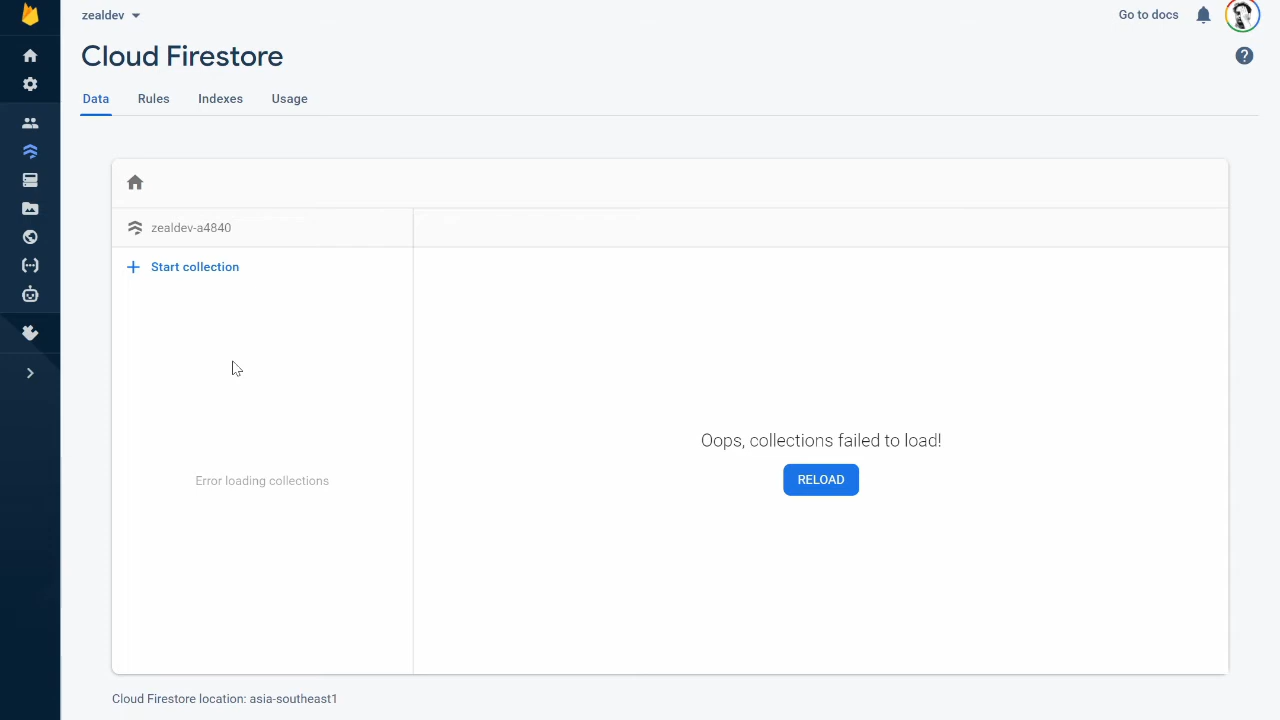 zealdev
Go to docs
Cloud Firestore
Data
Rules
Indexes
Usage
zealdev-a4840
Start collection
Error loading collections
Oops, collections failed to load!
RELOAD
Cloud Firestore location: asia-southeast1